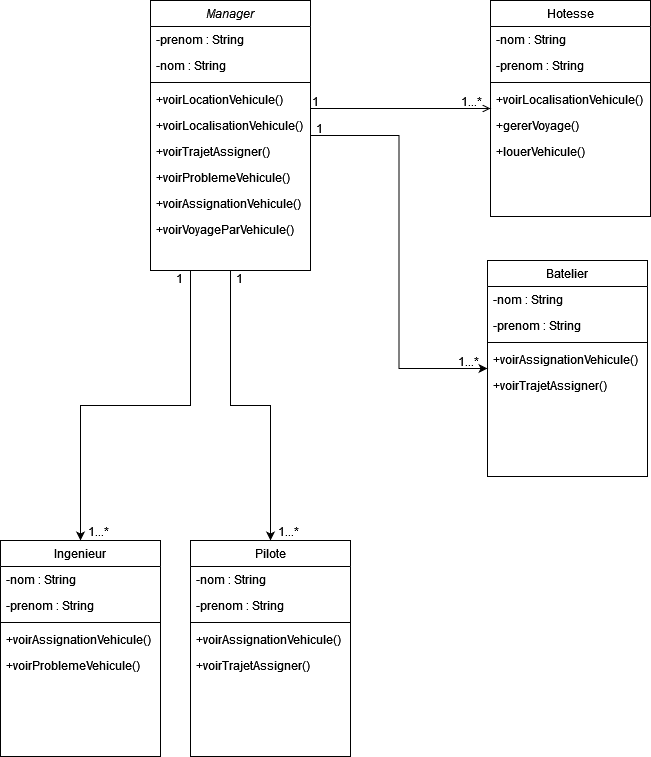 Manager
-prenom : String
-nom : String
+voirLocationVehicule()
+voirLocalisationVehicule()
+voirTrajetAssigner()
+voirProblemeVehicule()
+voirAssignationVehicule()
+voirVoyageParVehicule()
1
1...*
Hotesse
-nom : String
-prenom : String
+voirLocalisationVehicule()
+gererVoyage()
+louerVehicule()
1
1...*
Batelier
-nom : String
-prenom : String
+voirAssignationVehicule()
+voirTrajetAssigner()
1
1
1...*
1...*
Ingenieur
-nom : String
-prenom : String
+voirAssignationVehicule()
+voirProblemeVehicule()
Pilote
-nom : String
-prenom : String
+voirAssignationVehicule()
+voirTrajetAssigner()